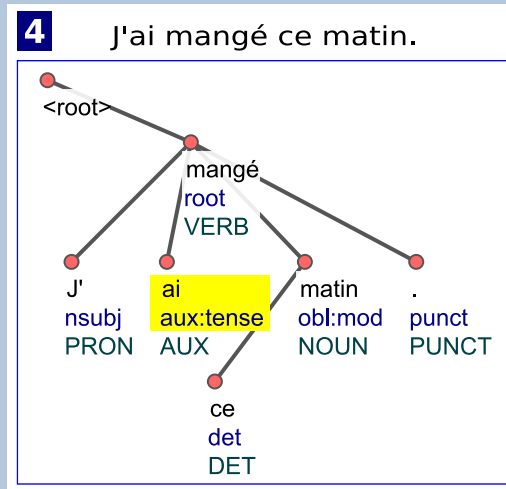 4 J'ai mangé ce matin.
<root>
mangé
root
VERB
J' ai matin .
nsubj aux:tense obl:mod punct
PRON AUX NOUN PUNCT
ce
det
DET